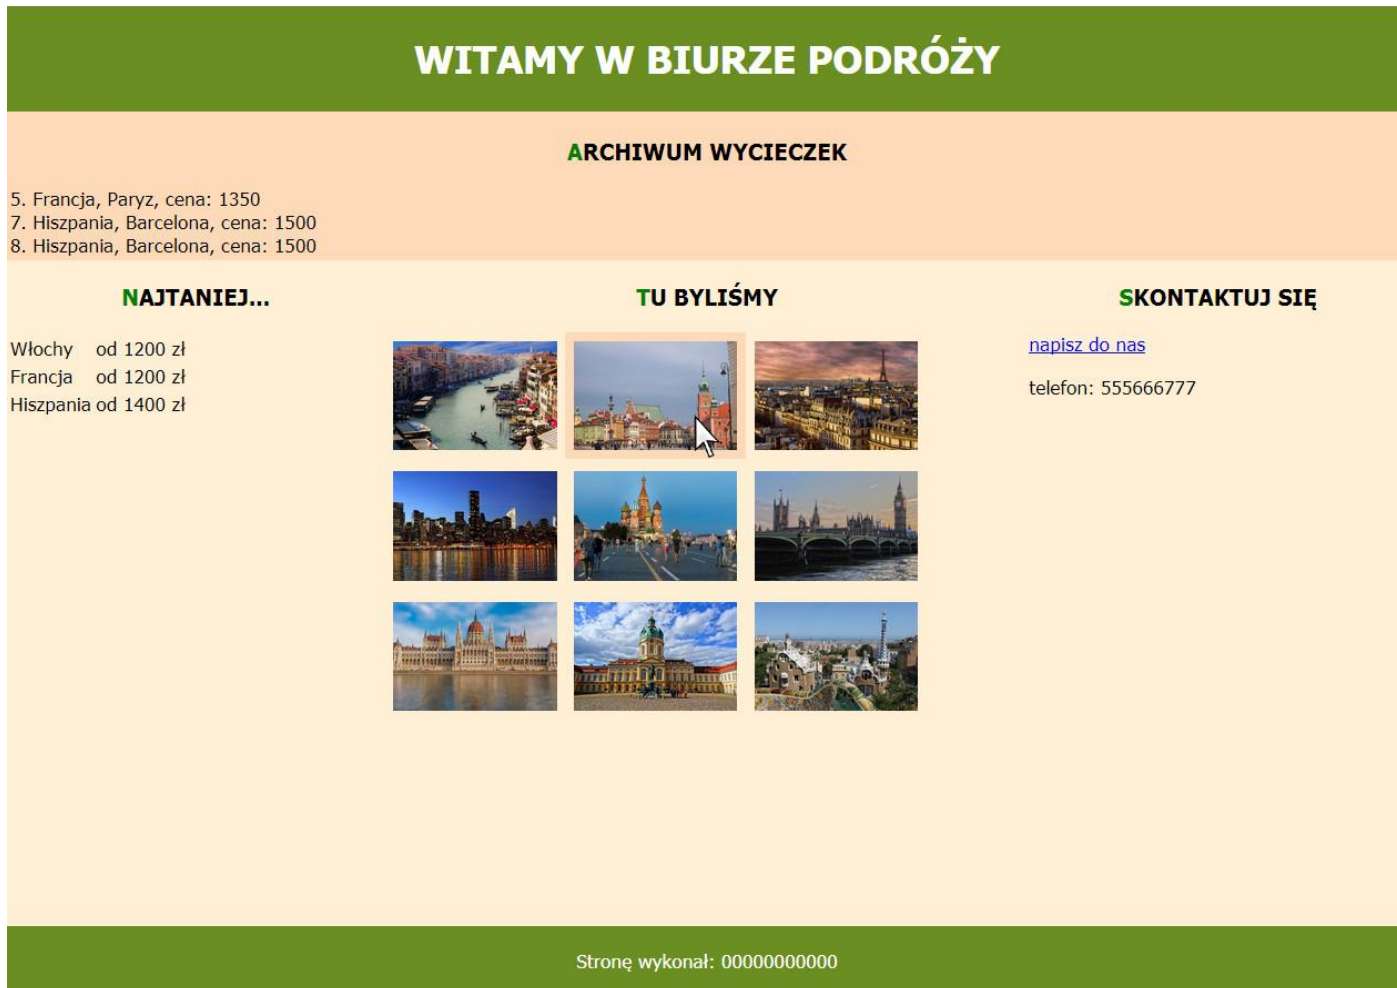 WITAMY W BIURZE PODRÓŻY
ARCHIWUM WYCIECZEK
5. Francja, Paryz, cena: 1350
7. Hiszpania, Barcelona, cena: 1500
8. Hiszpania, Barcelona, cena: 1500
NAJTANIEJ...
Włochy od 1200 zł
Francja od 1200 zł
Hiszpania od 1400 zł
TU BYLIŚMY
SKONTAKTUJ SIĘ
napisz do nas
telefon: 555666777
Stronę wykonał: 00000000000